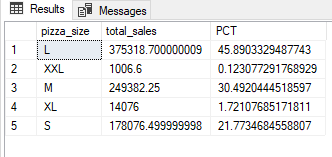 Results Messages
pizza_size total_sales PCT
1 L 375318.700000009 45.8903329487743
2 XXL 1006.6 0.123077291768929
3 M 249382.25 30.4920444518597
4 XL 14076 1.72107685171811
5 S 178076.499999998 21.7734684558807